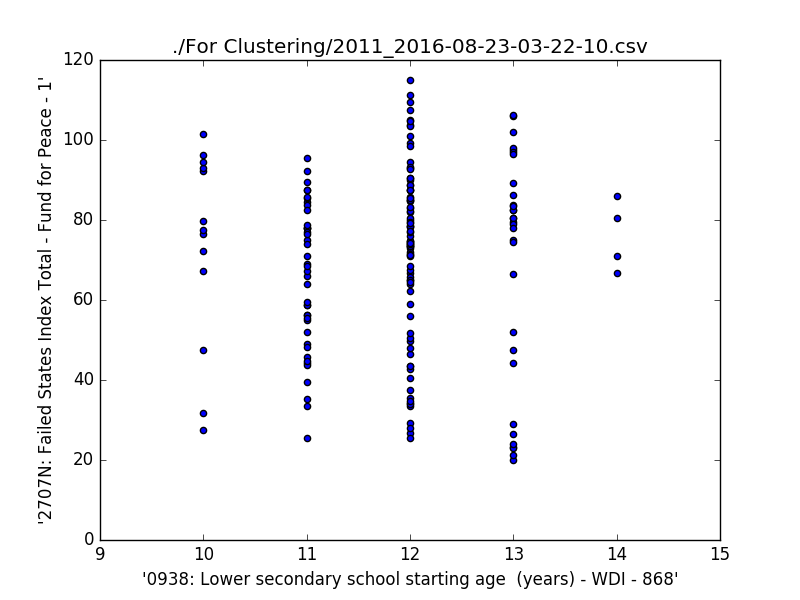 ./For Clustering/2011_2016-08-23-03-22-10.csv
'2707N: Failed States Index Total - Fund for Peace - 1'
120
100
80
60
40
20
0
9 10 11 12 13 14 15
'0938: Lower secondary school starting age  (years) - WDI - 868'